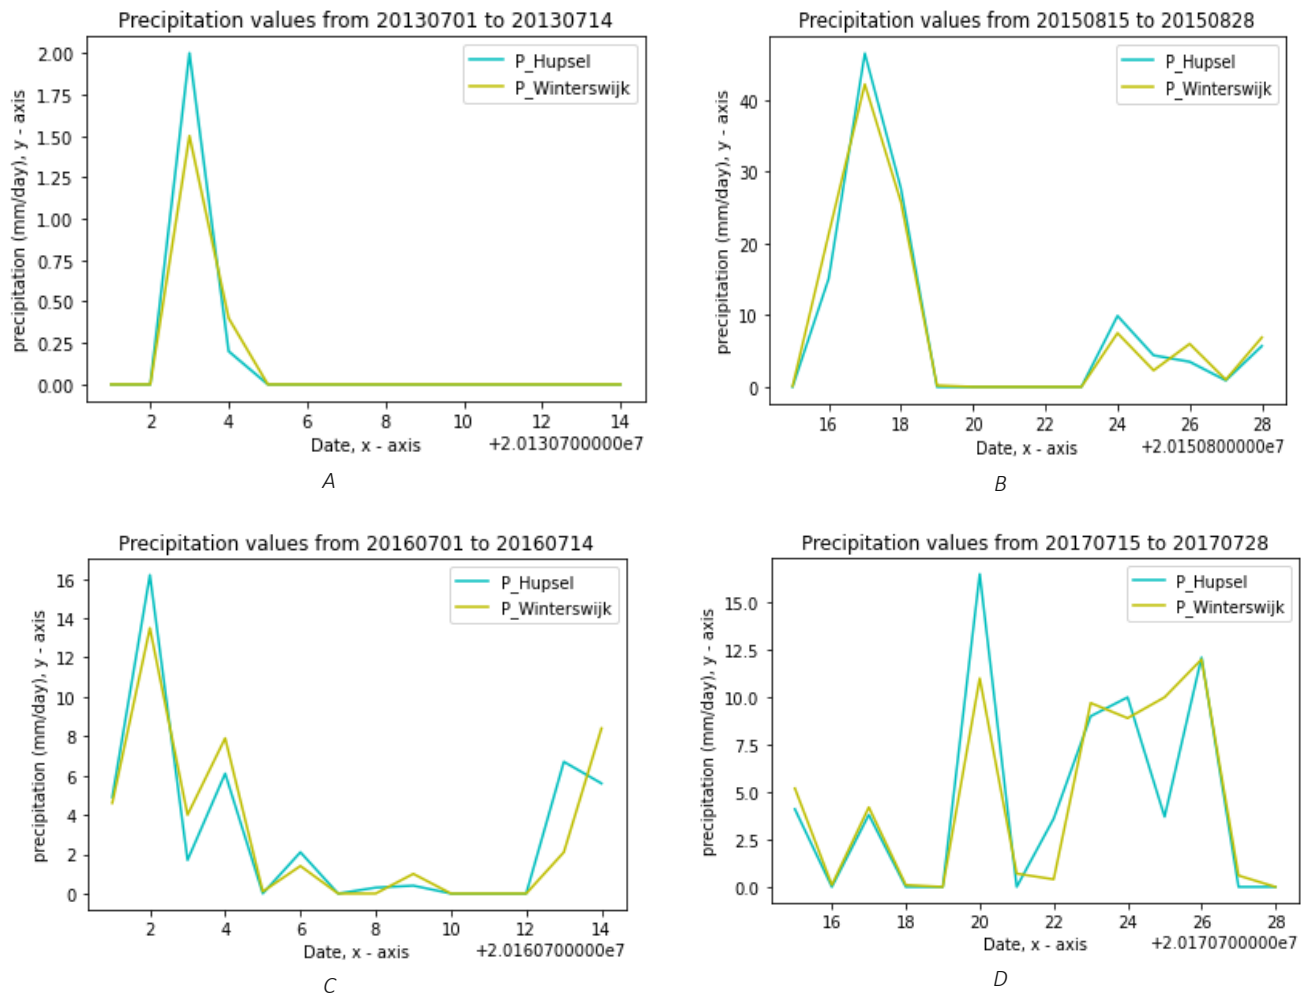 Precipitation values from 20130701 to 20130714
P_Hupsel
P_Winterswijk
precipitation (mm/day), y - axis
2.00
1.75
1.50
1.25
1.00
0.75
0.50
0.25
0.00
2 4 6 8 10 12 14
Date, x - axis
+2.0130700000e7
A
Precipitation values from 20150815 to 20150828
P_Hupsel
P_Winterswijk
precipitation (mm/day), y - axis
40
30
20
10
0
16 18 20 22 24 26 28
Date, x - axis
+2.0150800000e7
B
Precipitation values from 20160701 to 20160714
P_Hupsel
P_Winterswijk
precipitation (mm/day), y - axis
16
14
12
10
8
6
4
2
0
2 4 6 8 10 12 14
Date, x - axis
+2.0160700000e7
C
Precipitation values from 20170715 to 20170728
P_Hupsel
P_Winterswijk
precipitation (mm/day), y - axis
15.0
12.5
10.0
7.5
5.0
2.5
0.0
16 18 20 22 24 26 28
Date, x - axis
+2.0170700000e7
D